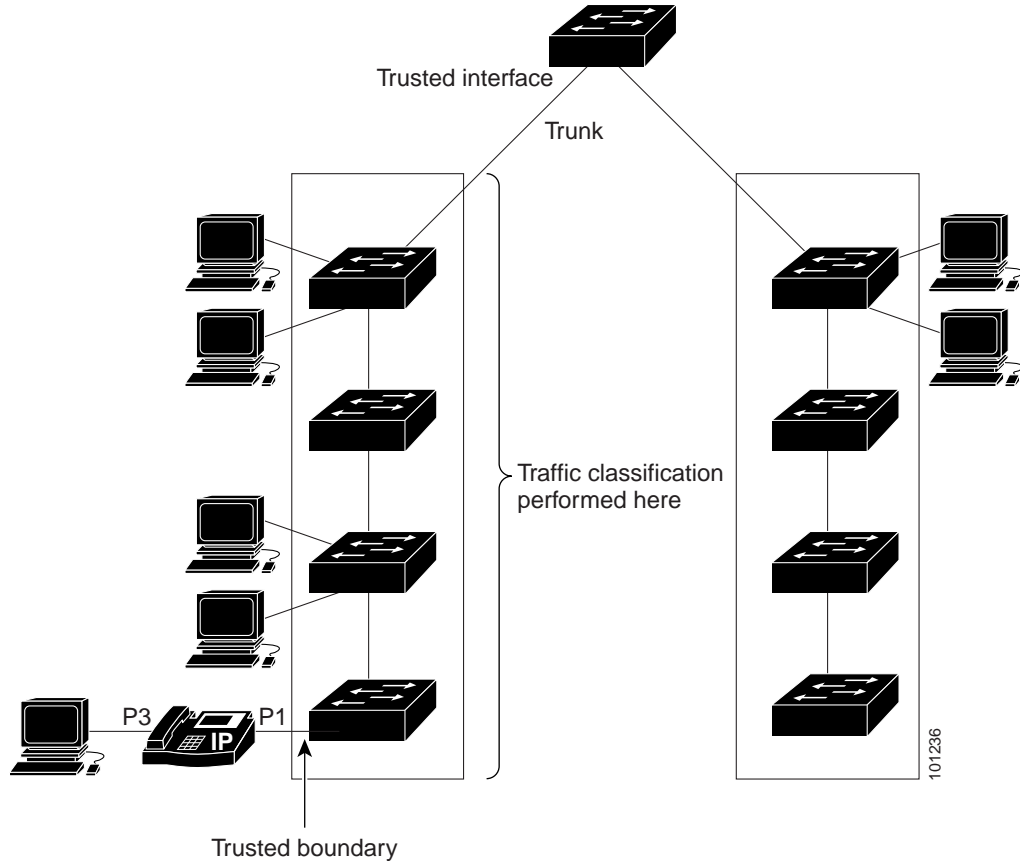 Trusted interface
Trunk
Traffic classification
performed here
P3
IP
P1
101236
Trusted boundary